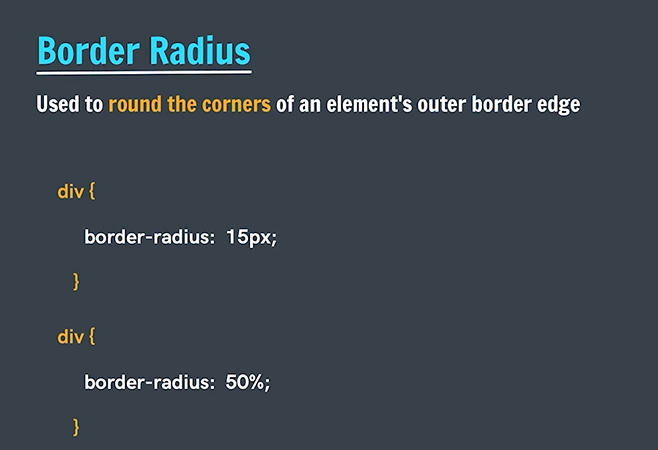 Border Radius
Used to round the corners of an element's outer border edge
div {
border-radius: 15px;
}
div {
border-radius: 50%;
}